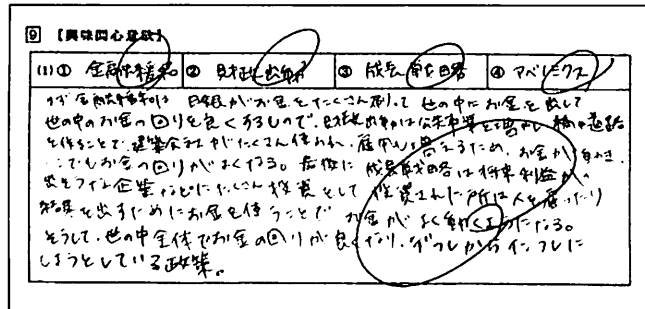 9 【興味関心意欲】
(1)① 金融緩和 ② 財政出動 ③ 成長戦略 ④ アベノミクス
まず金融緩和は 日銀がお金をたくさん刷って 世の中にお金を出して
世の中のお金の回りを良くするもので、財政出動は公共事業を増やし 橋や道路
を作ることで、建築会社がたくさん使われ、雇用も増えるため、お金が動き、
ここでもお金の回りがよくなる。最後に 成長戦略は将来利益が
出そうな企業などにたくさん投資をして 投資された所は人を雇ったり
結果を出すためにお金を使うことで お金がよく動くようになる。
そうして、世の中全体でお金の回りが良くなり、デフレからインフレに
しようとしている政策。